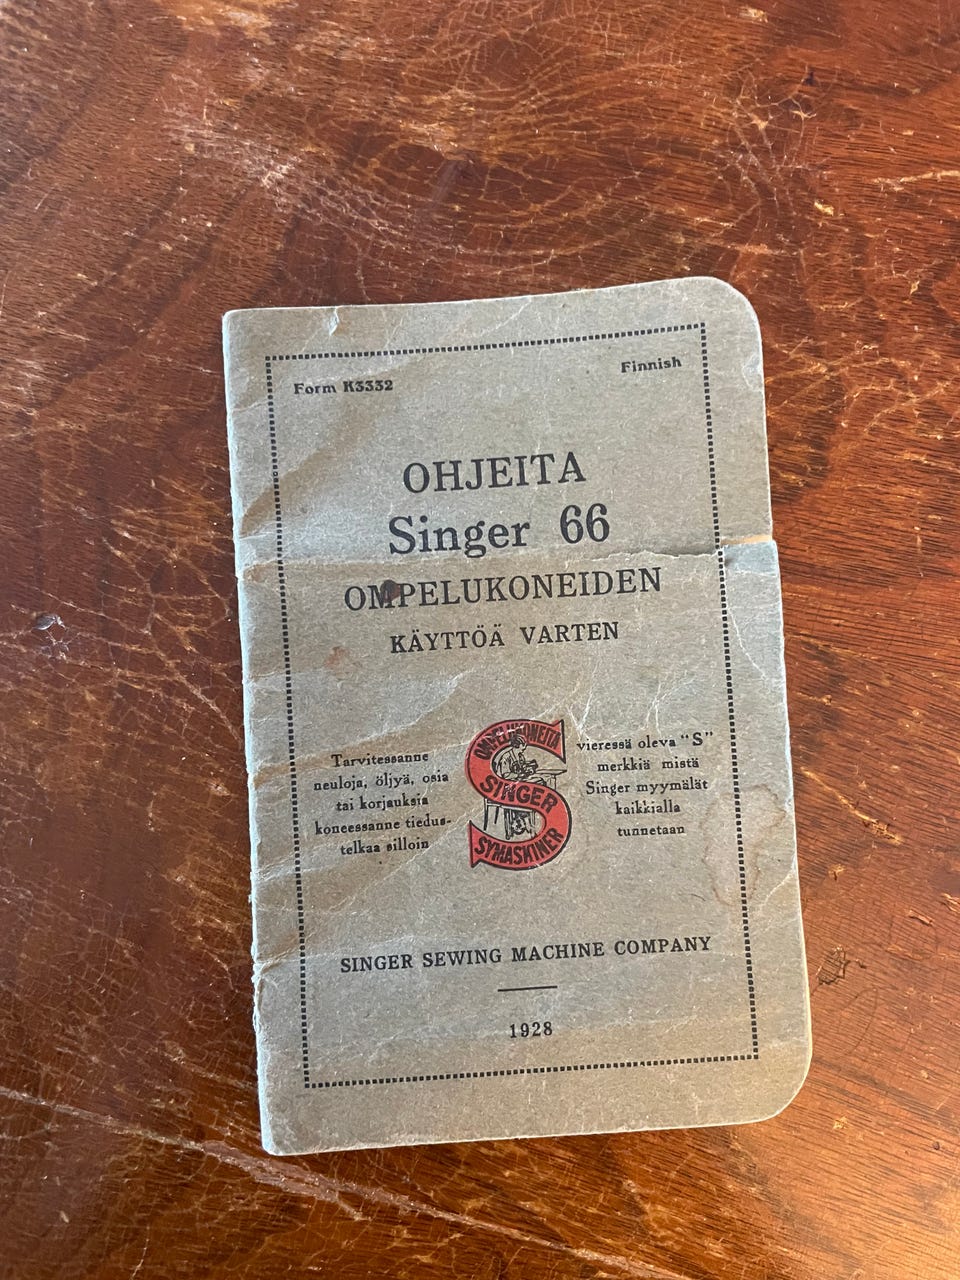 Form K3332
Finnish
OHJEITA
Singer 66
OMPELUKONEIDEN
KÄYTTÖÄ VARTEN
Tarvitessanne
neuloja, öljyä, osia
tai korjauksia
koneessanne tiedus-
telkaa silloin
OMPELUKONEITA
SINGER
SYMASKINER
vieressä oleva "S"
merkkiä mistä
Singer myymälät
kaikkialla
tunnetaan
SINGER SEWING MACHINE COMPANY
1928